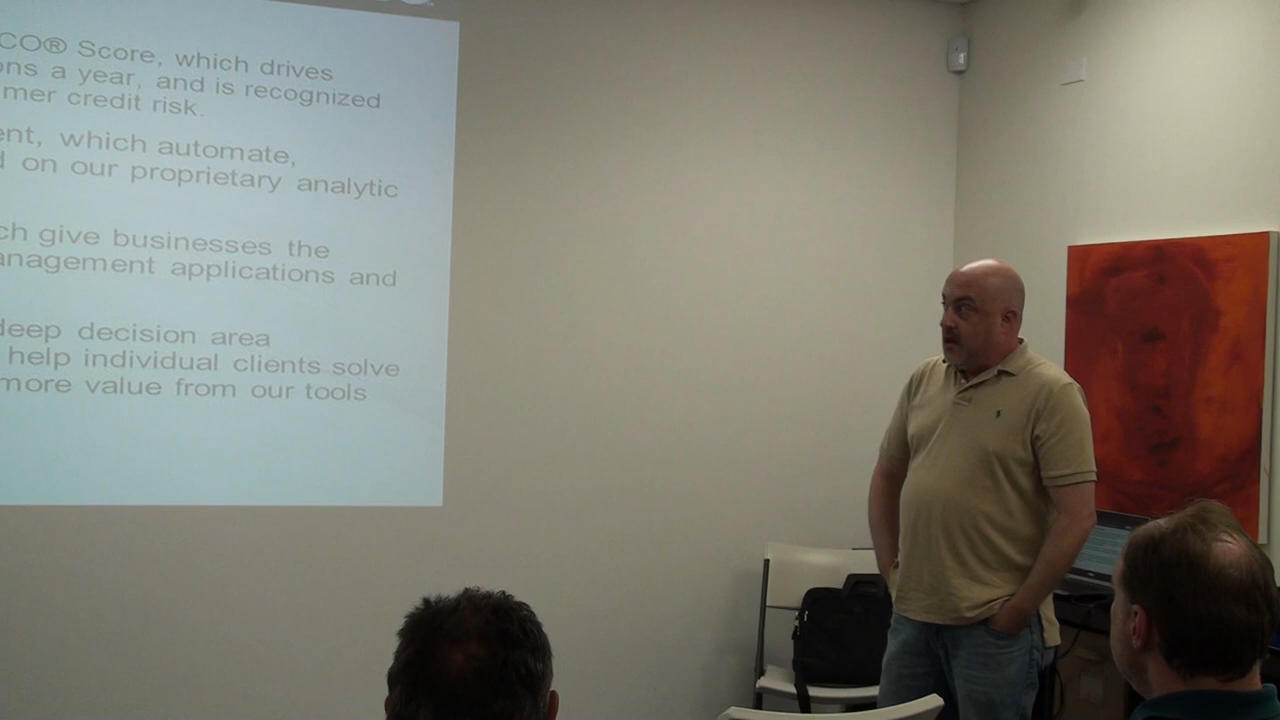 CO® Score, which drives
ons a year, and is recognized
mer credit risk.
ent, which automate,
d on our proprietary analytic
ch give businesses the
anagement applications and
deep decision area
help individual clients solve
more value from our tools